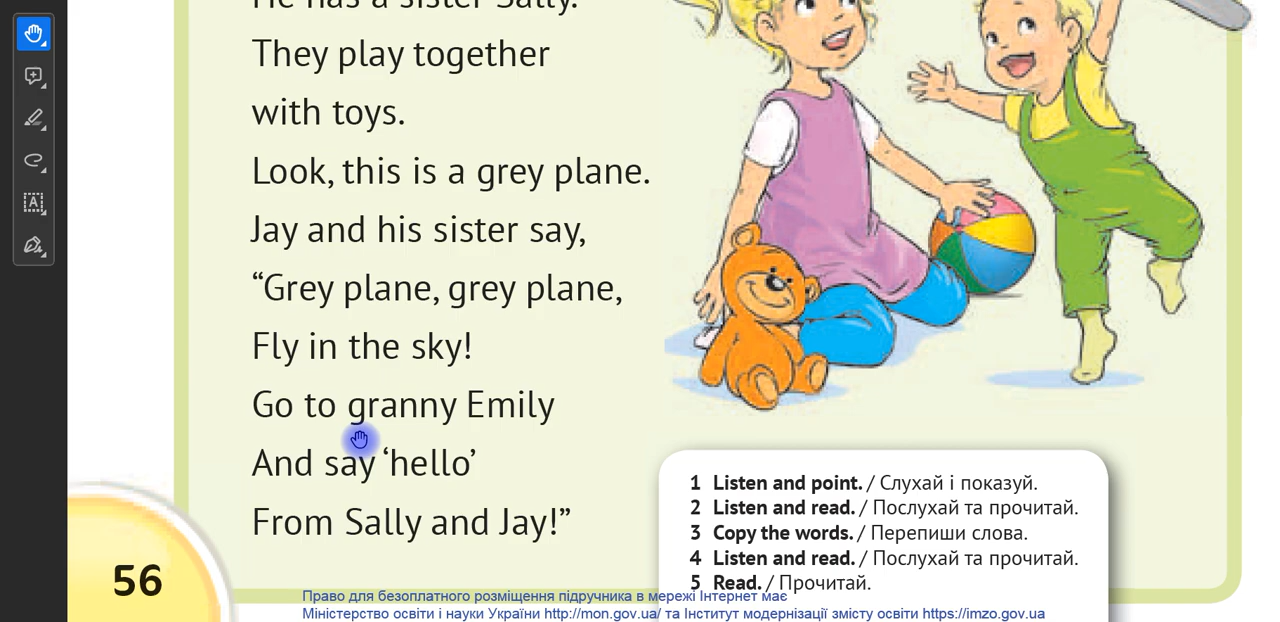 He has a sister Sally.
They play together
with toys.
Look, this is a grey plane.
Jay and his sister say,
“Grey plane, grey plane,
Fly in the sky!
Go to granny Emily
And say ‘hello’
From Sally and Jay!”
1 Listen and point. / Слухай і показуй.
2 Listen and read. / Послухай та прочитай.
3 Copy the words. / Перепиши слова.
4 Listen and read. / Послухай та прочитай.
5 Read. / Прочитай.
56
Право для безоплатного розміщення підручника в мережі Інтернет має
Міністерство освіти і науки України http://mon.gov.ua/ та Інститут модернізації змісту освіти https://imzo.gov.ua